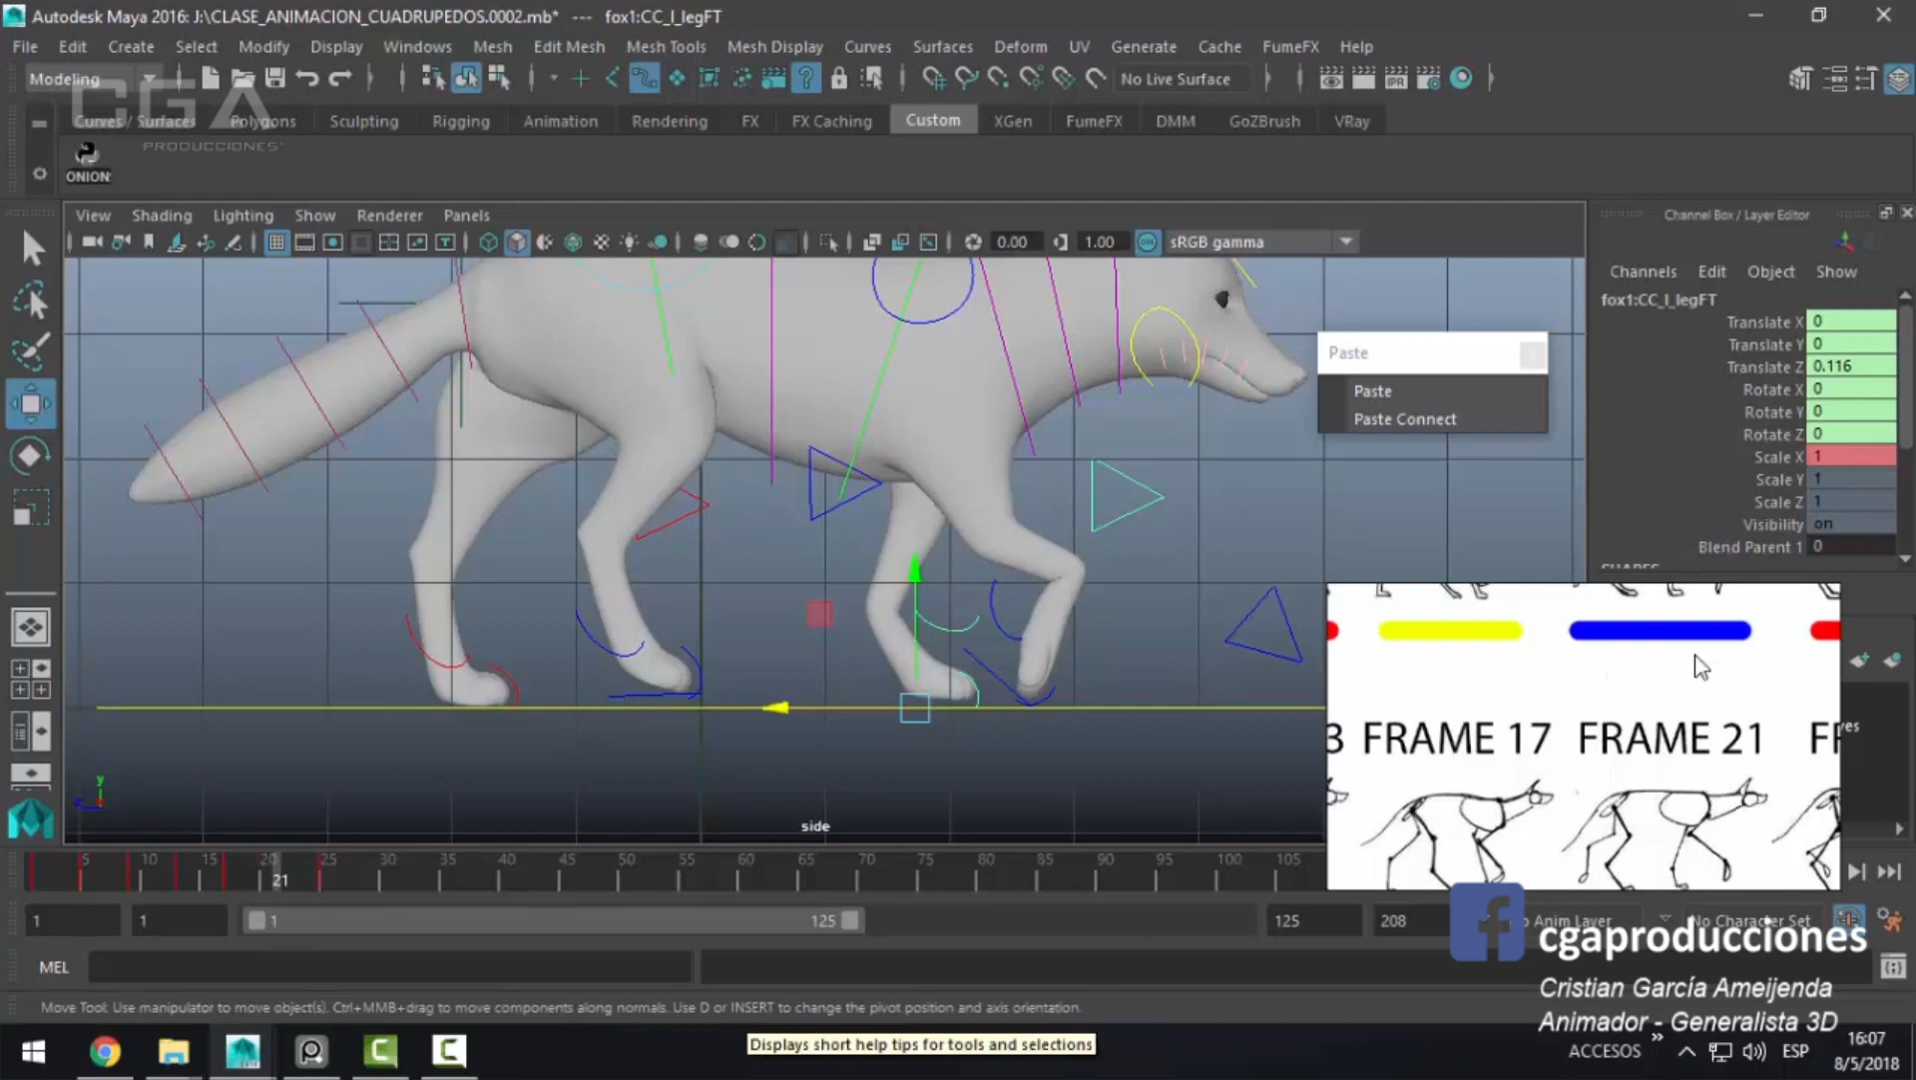 Autodesk Maya 2016: J:\CLASE_ANIMACION_CUADRUPEDOS.0002.mb* --- fox1:CC_l_legFT
File Edit Create Select Modify Display Windows Mesh Edit Mesh Mesh Tools Mesh Display Curves Surfaces Deform UV Generate Cache FumeFX Help
Modeling No Live Surface
CGA
Curves / Surfaces Polygons Sculpting Rigging Animation Rendering FX FX Caching Custom XGen FumeFX DMM GoZBrush VRay
PRODUCCIONES
ONION
View Shading Lighting Show Renderer Panels
0.00 1.00 sRGB gamma
Channel Box / Layer Editor
Channels Edit Object Show
fox1:CC_l_legFT
Translate X 0
Translate Y 0
Translate Z 0.116
Rotate X 0
Rotate Y 0
Rotate Z 0
Scale X 1
Scale Y 1
Scale Z 1
Visibility on
Blend Parent 1 0
Paste
Paste
Paste Connect
3 FRAME 17 FRAME 21
y
z
side
5 10 15 20 25 30 35 40 45 50 55 60 65 70 75 80 85 90 95 100 105
21
1 1 1 125 125 208 Anim Layer No Character Set
MEL
cgaproducciones
Cristian García Ameijenda
Animador - Generalista 3D
Move Tool: Use manipulator to move object(s). Ctrl+MMB+drag to move components along normals. Use D or INSERT to change the pivot position and axis orientation.
Displays short help tips for tools and selections
ACCESOS » ESP 16:07
8/5/2018